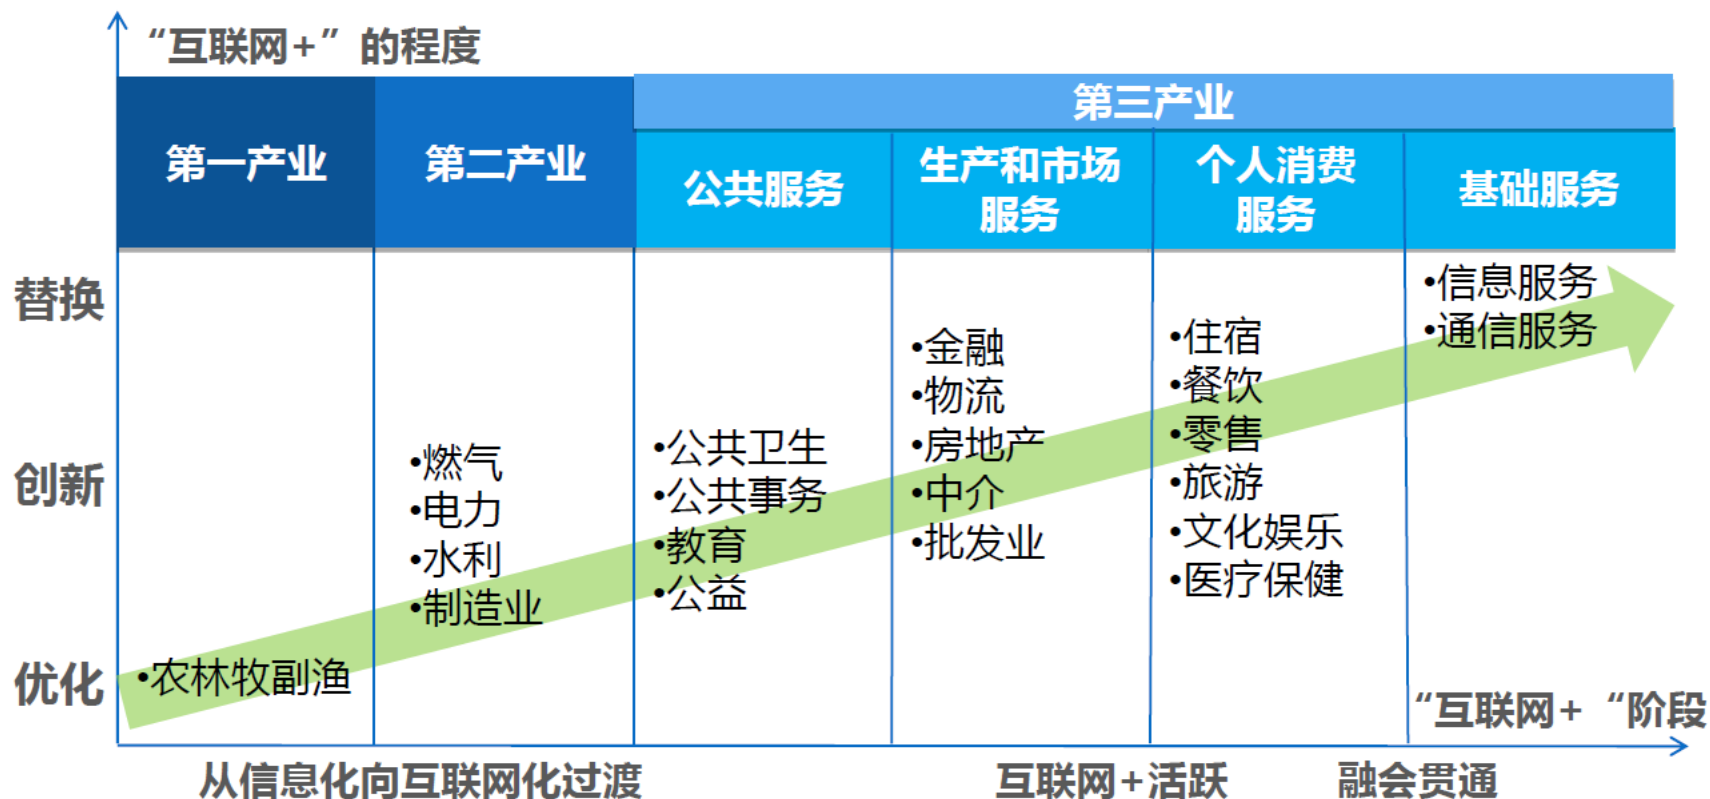 “互联网+”的程度
第三产业
第一产业
第二产业
公共服务
生产和市场
服务
个人消费
服务
基础服务
替换
创新
优化
•农林牧副渔
•燃气
•电力
•水利
•制造业
•公共卫生
•公共事务
•教育
•公益
•金融
•物流
•房地产
•中介
•批发业
•住宿
•餐饮
•零售
•旅游
•文化娱乐
•医疗保健
•信息服务
•通信服务
“互联网+“阶段
从信息化向互联网化过渡
互联网+活跃
融会贯通